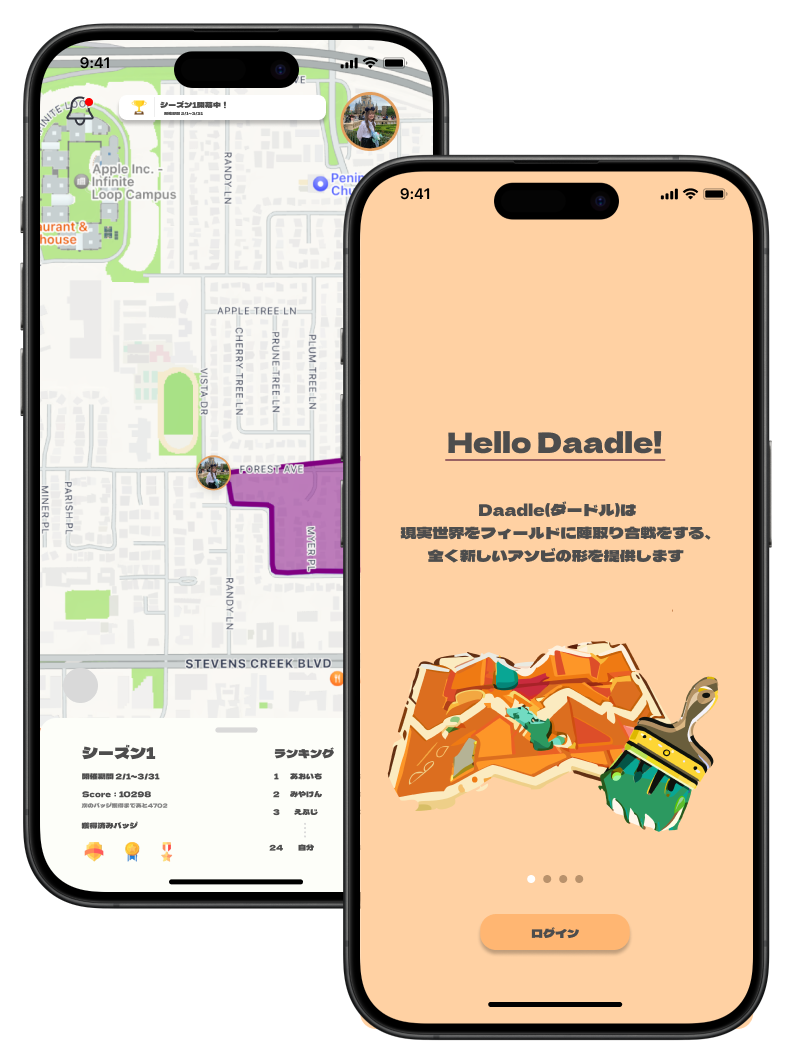 9:41
AVE
シーズン1開幕中！
開催期間 2/1~3/31
INFINITE LOOP
Apple Inc. -
Infinite
Loop Campus
RANDY LN
Penin
Chu
aurant &
house
APPLE TREE LN
CHERRY TREE LN
PRUNE TREE LN
PLUM TREE LN
VISTA DR
FOREST AVE
MINER PL
PARISH PL
MYER PL
RANDY LN
STEVENS CREEK BLVD
シーズン1
開催期間 2/1~3/31
Score : 10298
次のバッジ獲得まであと4702
獲得済みバッジ
ランキング
1 あおいち
2 みやけん
3 えふじ
24 自分
9:41
Hello Daadle!
Daadle(ダードル)は
現実世界をフィールドに陣取り合戦をする、
全く新しいアソビの形を提供します
ログイン